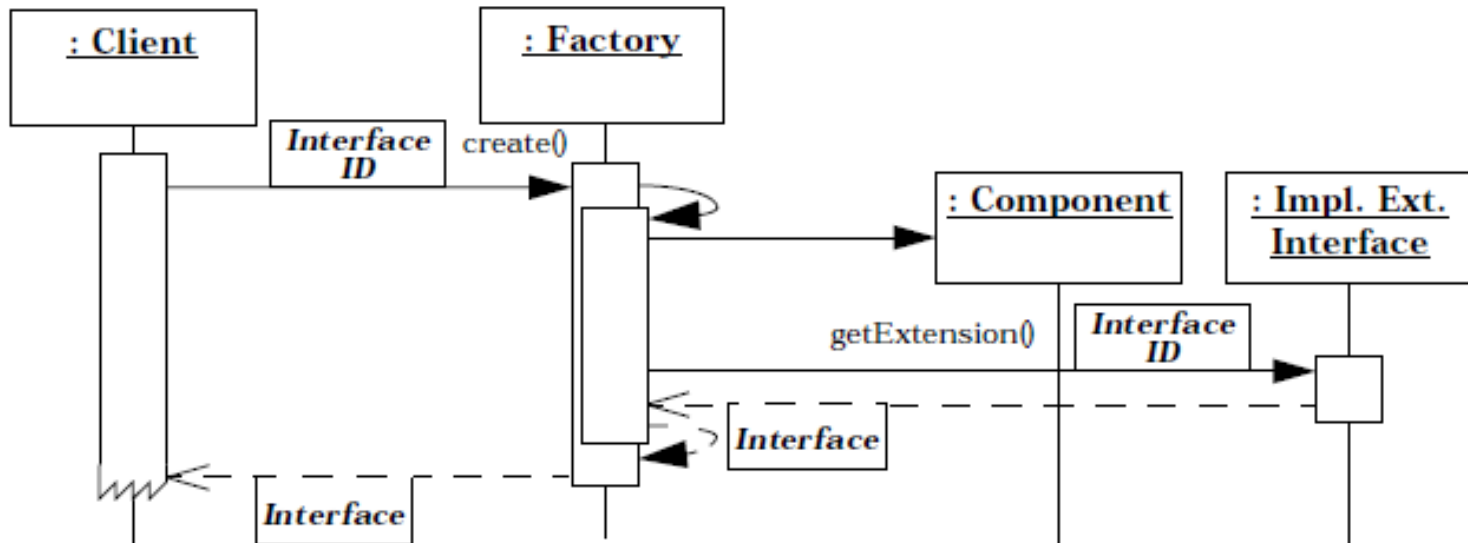 : Client
: Factory
Interface
ID
create()
: Component
: Impl. Ext.
Interface
getExtension()
Interface
ID
Interface
Interface